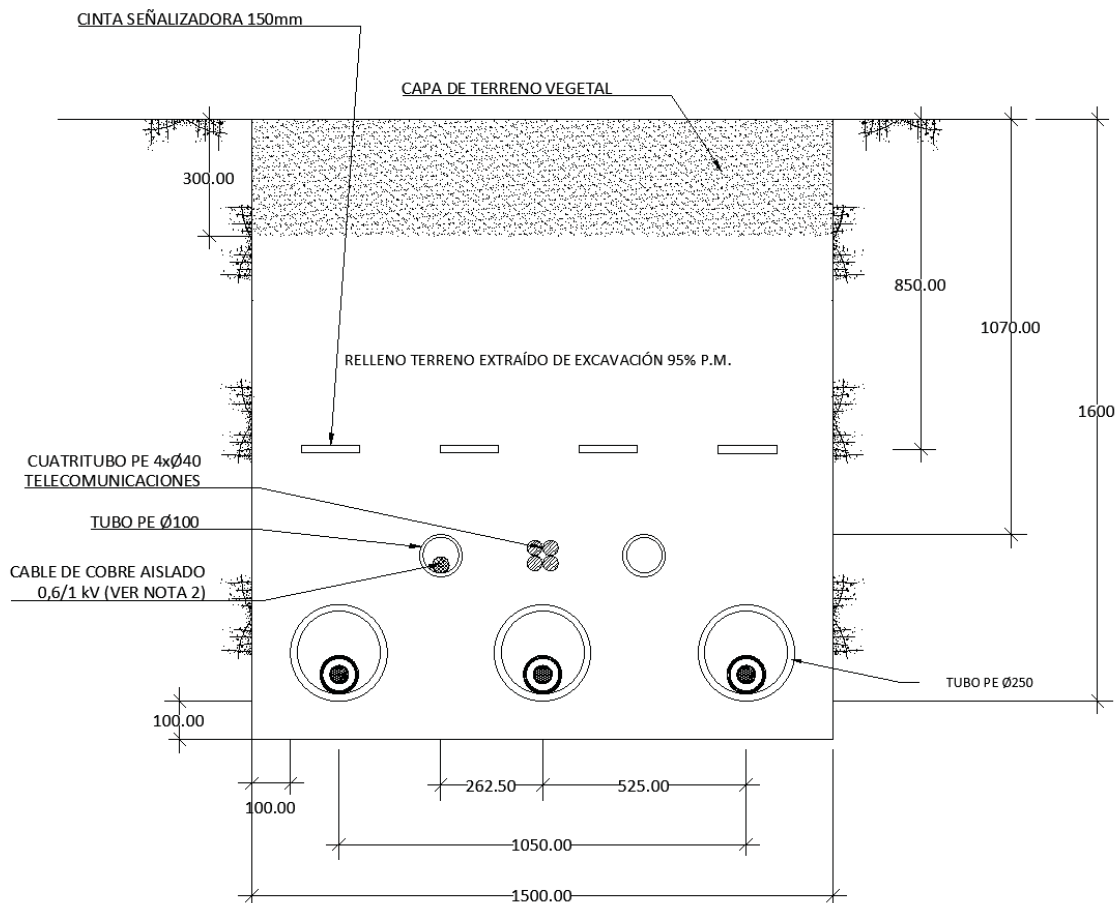 CINTA SEÑALIZADORA 150mm
CAPA DE TERRENO VEGETAL
300.00
850.00
1070.00
1600
RELLENO TERRENO EXTRAÍDO DE EXCAVACIÓN 95% P.M.
CUATRITUBO PE 4xØ40
TELECOMUNICACIONES
TUBO PE Ø100
CABLE DE COBRE AISLADO
0,6/1 kV (VER NOTA 2)
TUBO PE Ø250
100.00
262.50
525.00
100.00
1050.00
1500.00